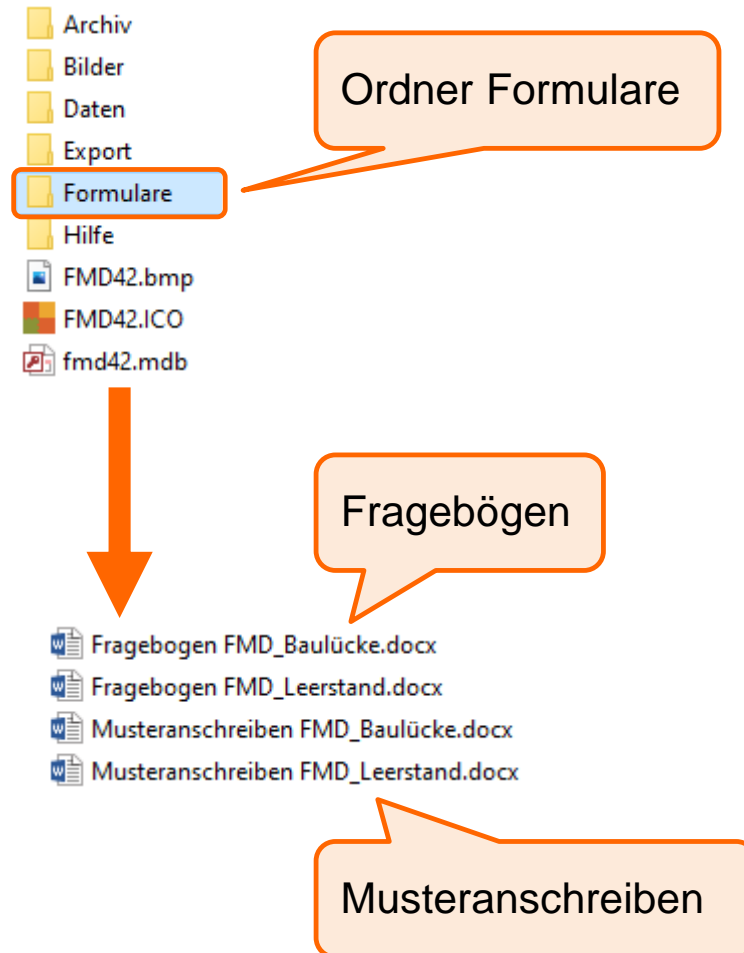 Archiv
Bilder
Ordner Formulare
Daten
Export
Formulare
Hilfe
FMD42.bmp
FMD42.ICO
fmd42.mdb
Fragebögen
Fragebogen FMD_Baulücke.docx
Fragebogen FMD_Leerstand.docx
Musteranschreiben FMD_Baulücke.docx
Musteranschreiben FMD_Leerstand.docx
Musteranschreiben